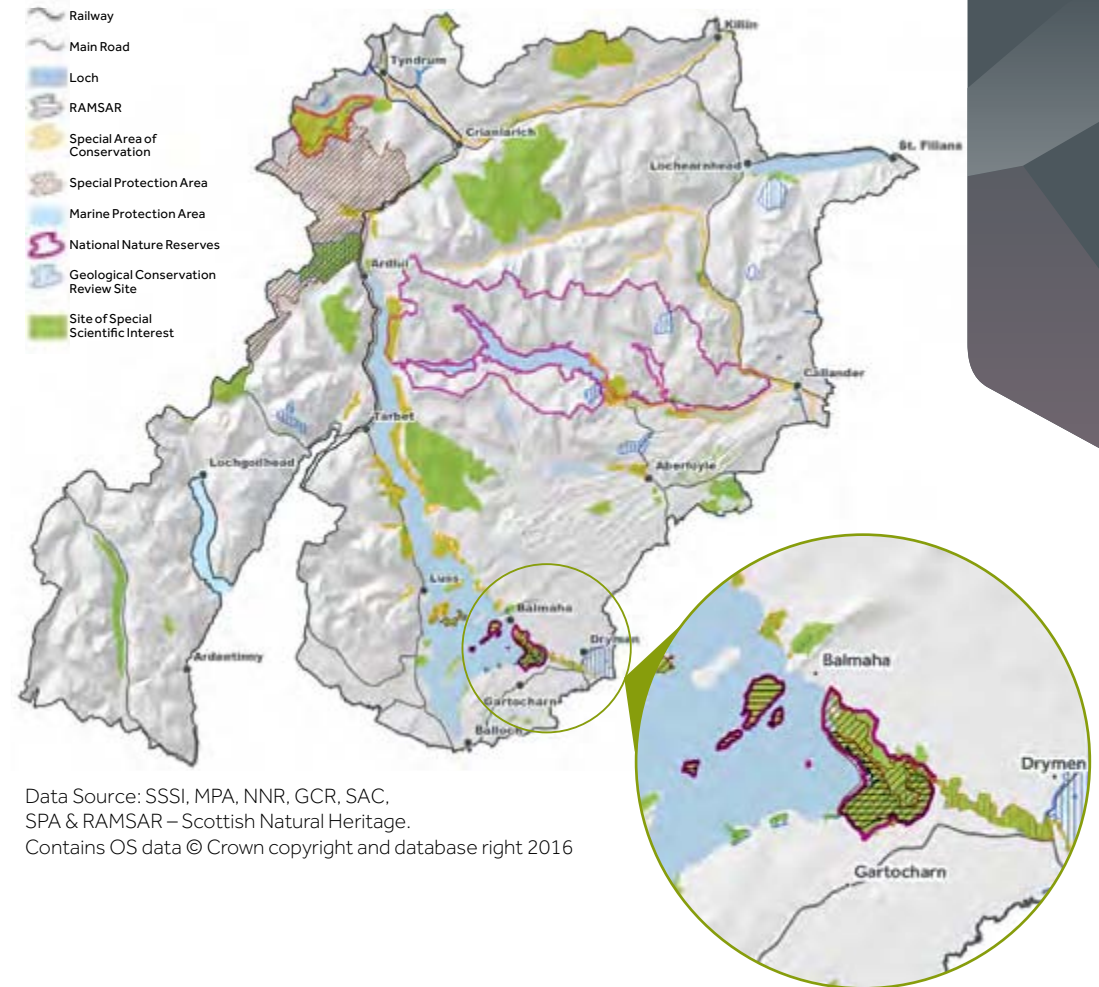 Railway
Main Road
Loch
RAMSAR
Special Area of
Conservation
Special Protection Area
Marine Protection Area
National Nature Reserves
Geological Conservation
Review Site
Site of Special
Scientific Interest
Killin
Tyndrum
Crianlarich
St. Fillans
Lochearnhead
Ardlui
Callander
Tarbet
Lochgoilhead
Aberfoyle
Luss
Balmaha
Drymen
Ardentinny
Gartocharn
Balloch
Balmaha
Drymen
Gartocharn
Data Source: SSSI, MPA, NNR, GCR, SAC,
SPA & RAMSAR – Scottish Natural Heritage.
Contains OS data © Crown copyright and database right 2016